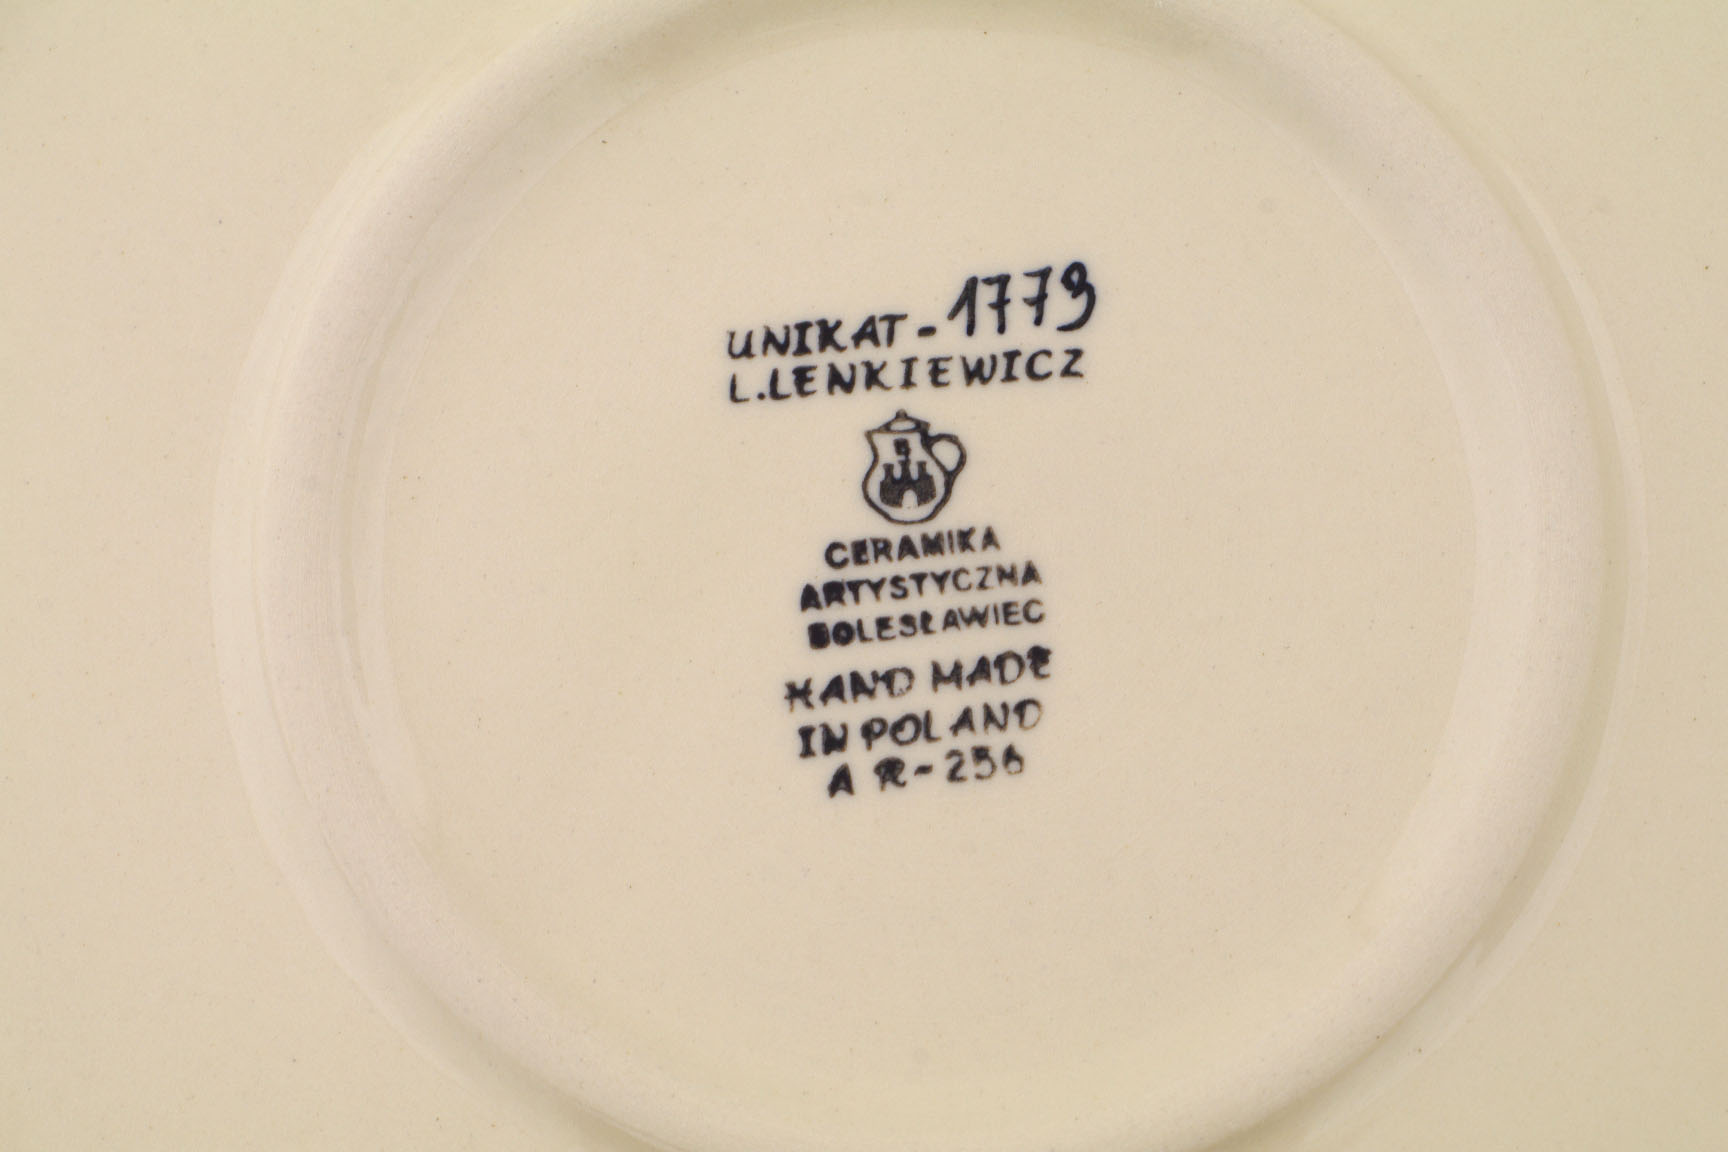 UNIKAT - 1779
L. LENKIEWICZ
CERAMIKA
ARTYSTYCZNA
BOLESŁAWIEC
HAND MADE
IN POLAND
A R - 256